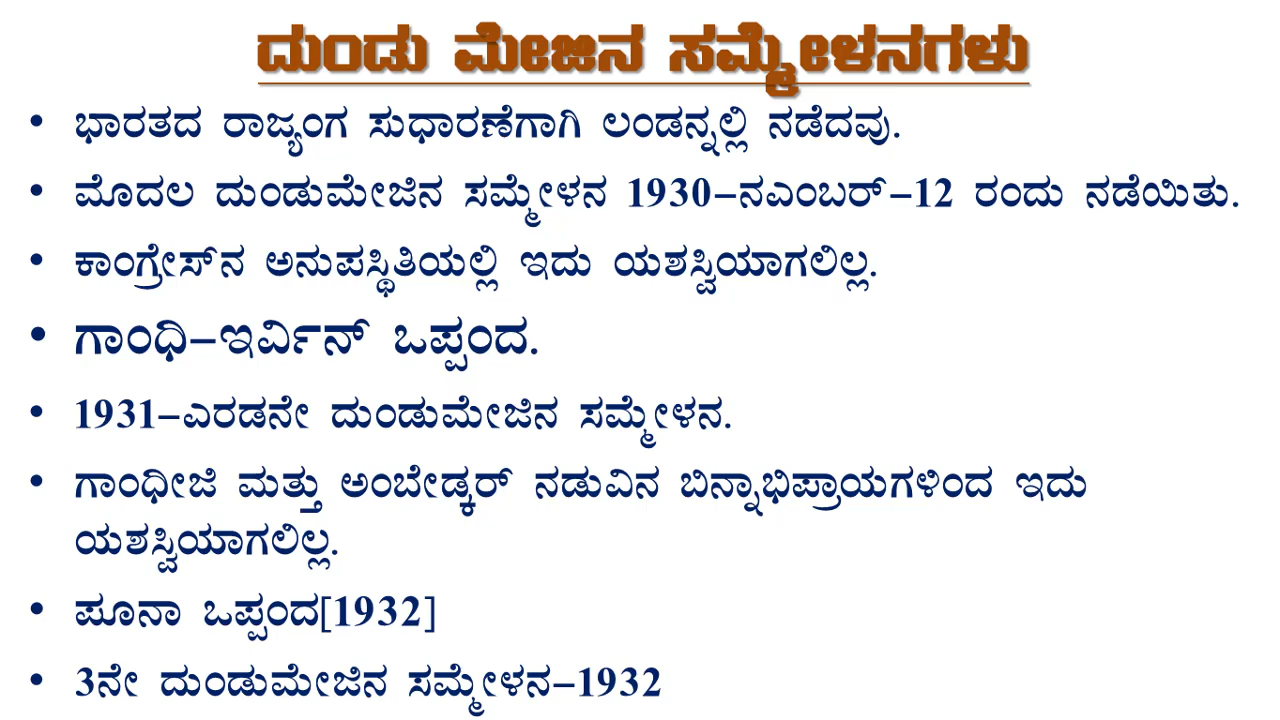 ದುಂಡು ಮೇಜಿನ ಸಮ್ಮೇಳನಗಳು
• ಭಾರತದ ರಾಜ್ಯಂಗ ಸುಧಾರಣೆಗಾಗಿ ಲಂಡನ್ನಲ್ಲಿ ನಡೆದವು.
• ಮೊದಲ ದುಂಡುಮೇಜಿನ ಸಮ್ಮೇಳನ 1930-ನಎಂಬರ್-12 ರಂದು ನಡೆಯಿತು.
• ಕಾಂಗ್ರೇಸ್‌ನ ಅನುಪಸ್ಥಿತಿಯಲ್ಲಿ ಇದು ಯಶಸ್ವಿಯಾಗಲಿಲ್ಲ.
• ಗಾಂಧಿ-ಇರ್ವಿನ್ ಒಪ್ಪಂದ.
• 1931-ಎರಡನೇ ದುಂಡುಮೇಜಿನ ಸಮ್ಮೇಳನ.
• ಗಾಂಧೀಜಿ ಮತ್ತು ಅಂಬೇಡ್ಕರ್ ನಡುವಿನ ಬಿನ್ನಾಭಿಪ್ರಾಯಗಳಿಂದ ಇದು
ಯಶಸ್ವಿಯಾಗಲಿಲ್ಲ.
• ಪೂನಾ ಒಪ್ಪಂದ[1932]
• 3ನೇ ದುಂಡುಮೇಜಿನ ಸಮ್ಮೇಳನ-1932